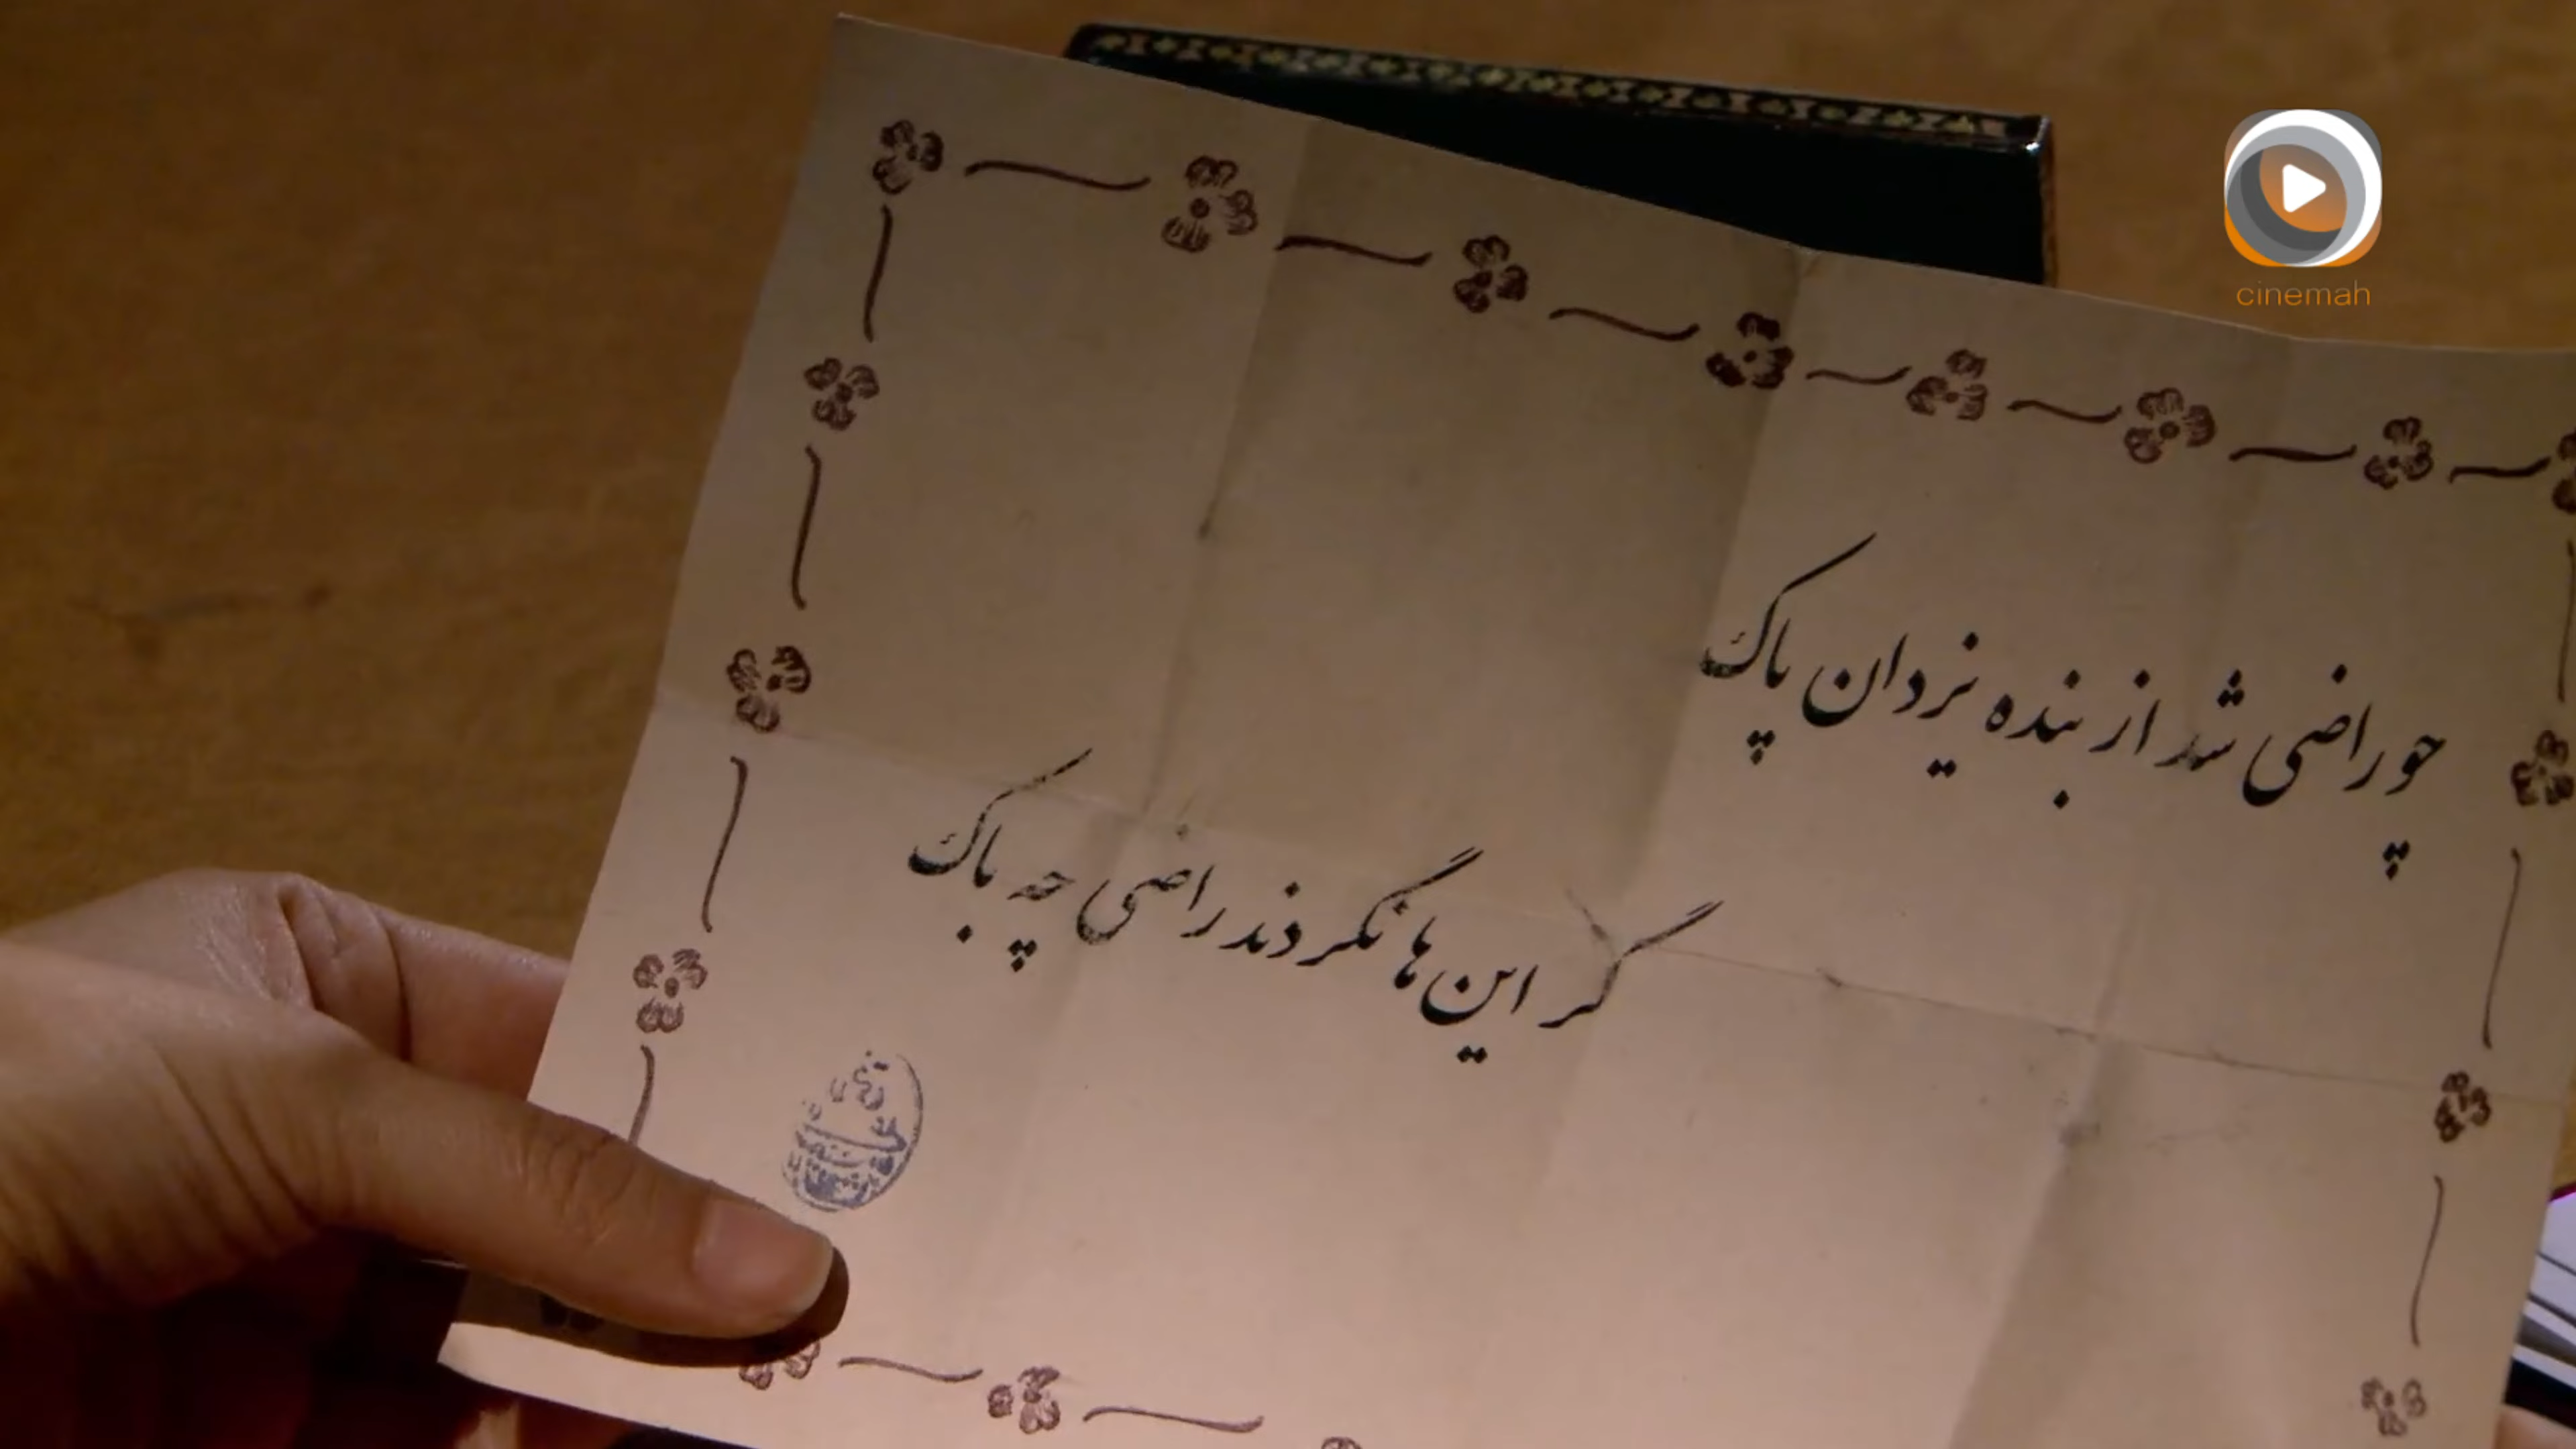 cinemah
چو راضی شد از بنده یزدان پاک
گر این ها نگردند راضی چه باک